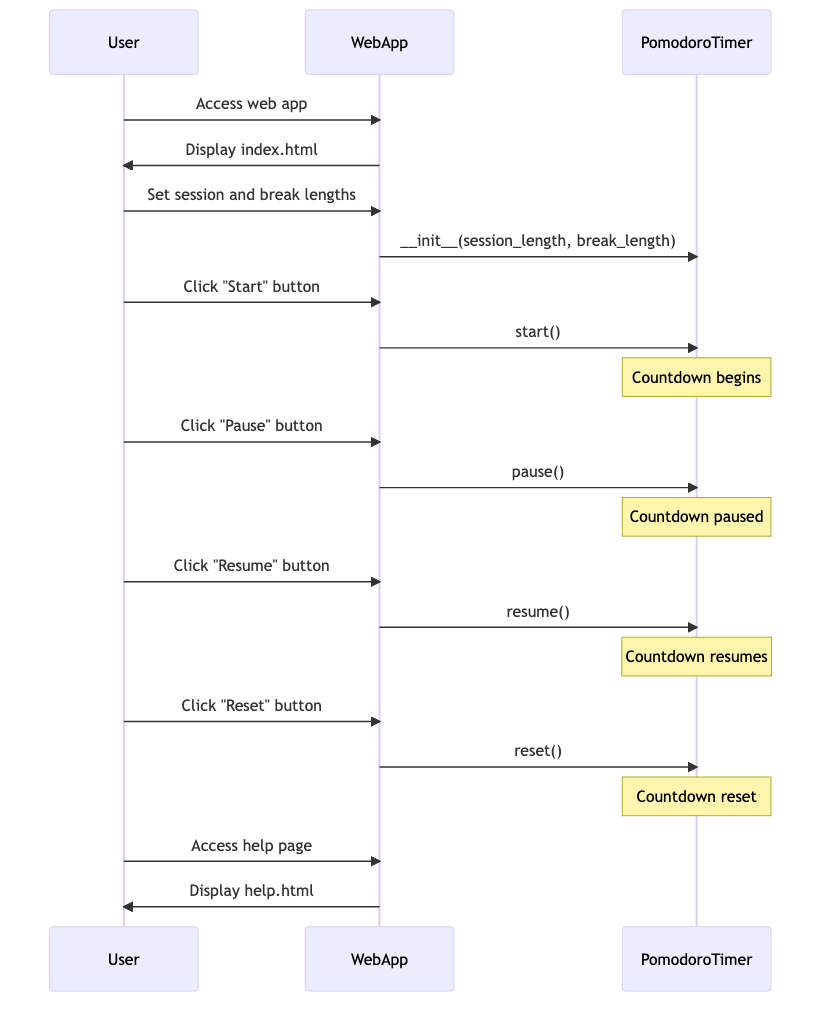 User
WebApp
PomodoroTimer
Access web app
Display index.html
Set session and break lengths
__init__(session_length, break_length)
Click "Start" button
start()
Countdown begins
Click "Pause" button
pause()
Countdown paused
Click "Resume" button
resume()
Countdown resumes
Click "Reset" button
reset()
Countdown reset
Access help page
Display help.html
User
WebApp
PomodoroTimer